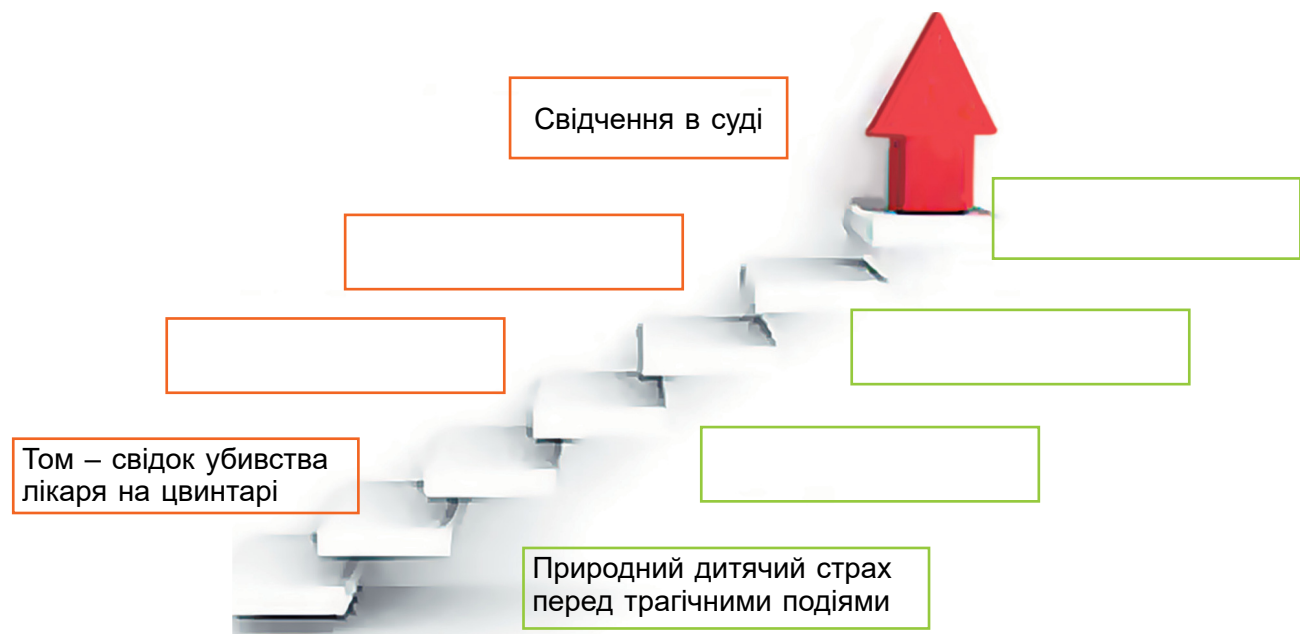 Свідчення в суді
Том – свідок убивства
лікаря на цвинтарі
Природний дитячий страх
перед трагічними подіями